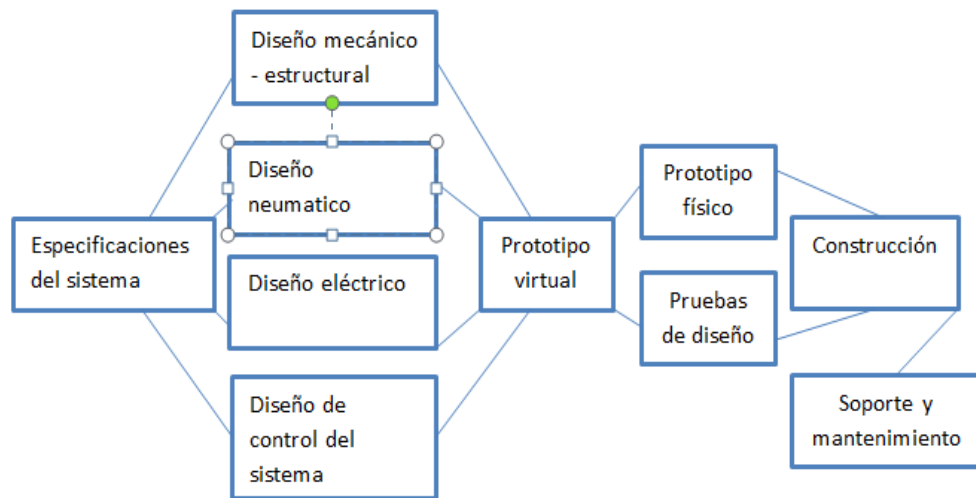 Diseño mecánico
- estructural
Diseño
neumatico
Especificaciones
del sistema
Diseño eléctrico
Diseño de
control del
sistema
Prototipo
virtual
Prototipo
físico
Pruebas
de diseño
Construcción
Soporte y
mantenimiento